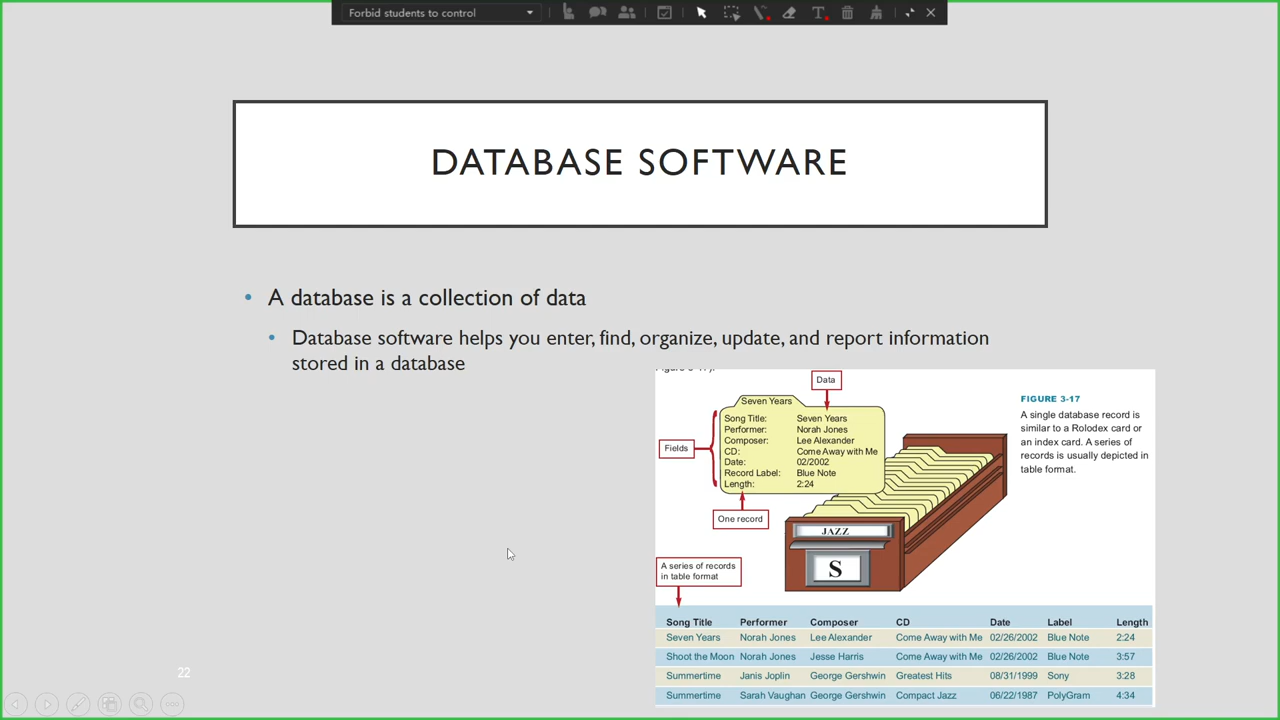 Forbid students to control
DATABASE SOFTWARE
• A database is a collection of data
• Database software helps you enter, find, organize, update, and report information
stored in a database
Data
Seven Years
Song Title: Seven Years
Performer: Norah Jones
Composer: Lee Alexander
CD: Come Away with Me
Date: 02/2002
Record Label: Blue Note
Length: 2:24
Fields
One record
FIGURE 3-17
A single database record is
similar to a Rolodex card or
an index card. A series of
records is usually depicted in
table format.
JAZZ
S
A series of records
in table format
Song Title Performer Composer CD Date Label Length
Seven Years Norah Jones Lee Alexander Come Away with Me 02/26/2002 Blue Note 2:24
Shoot the Moon Norah Jones Jesse Harris Come Away with Me 02/26/2002 Blue Note 3:57
Summertime Janis Joplin George Gershwin Greatest Hits 08/31/1999 Sony 3:28
Summertime Sarah Vaughan George Gershwin Compact Jazz 06/22/1987 PolyGram 4:34
22